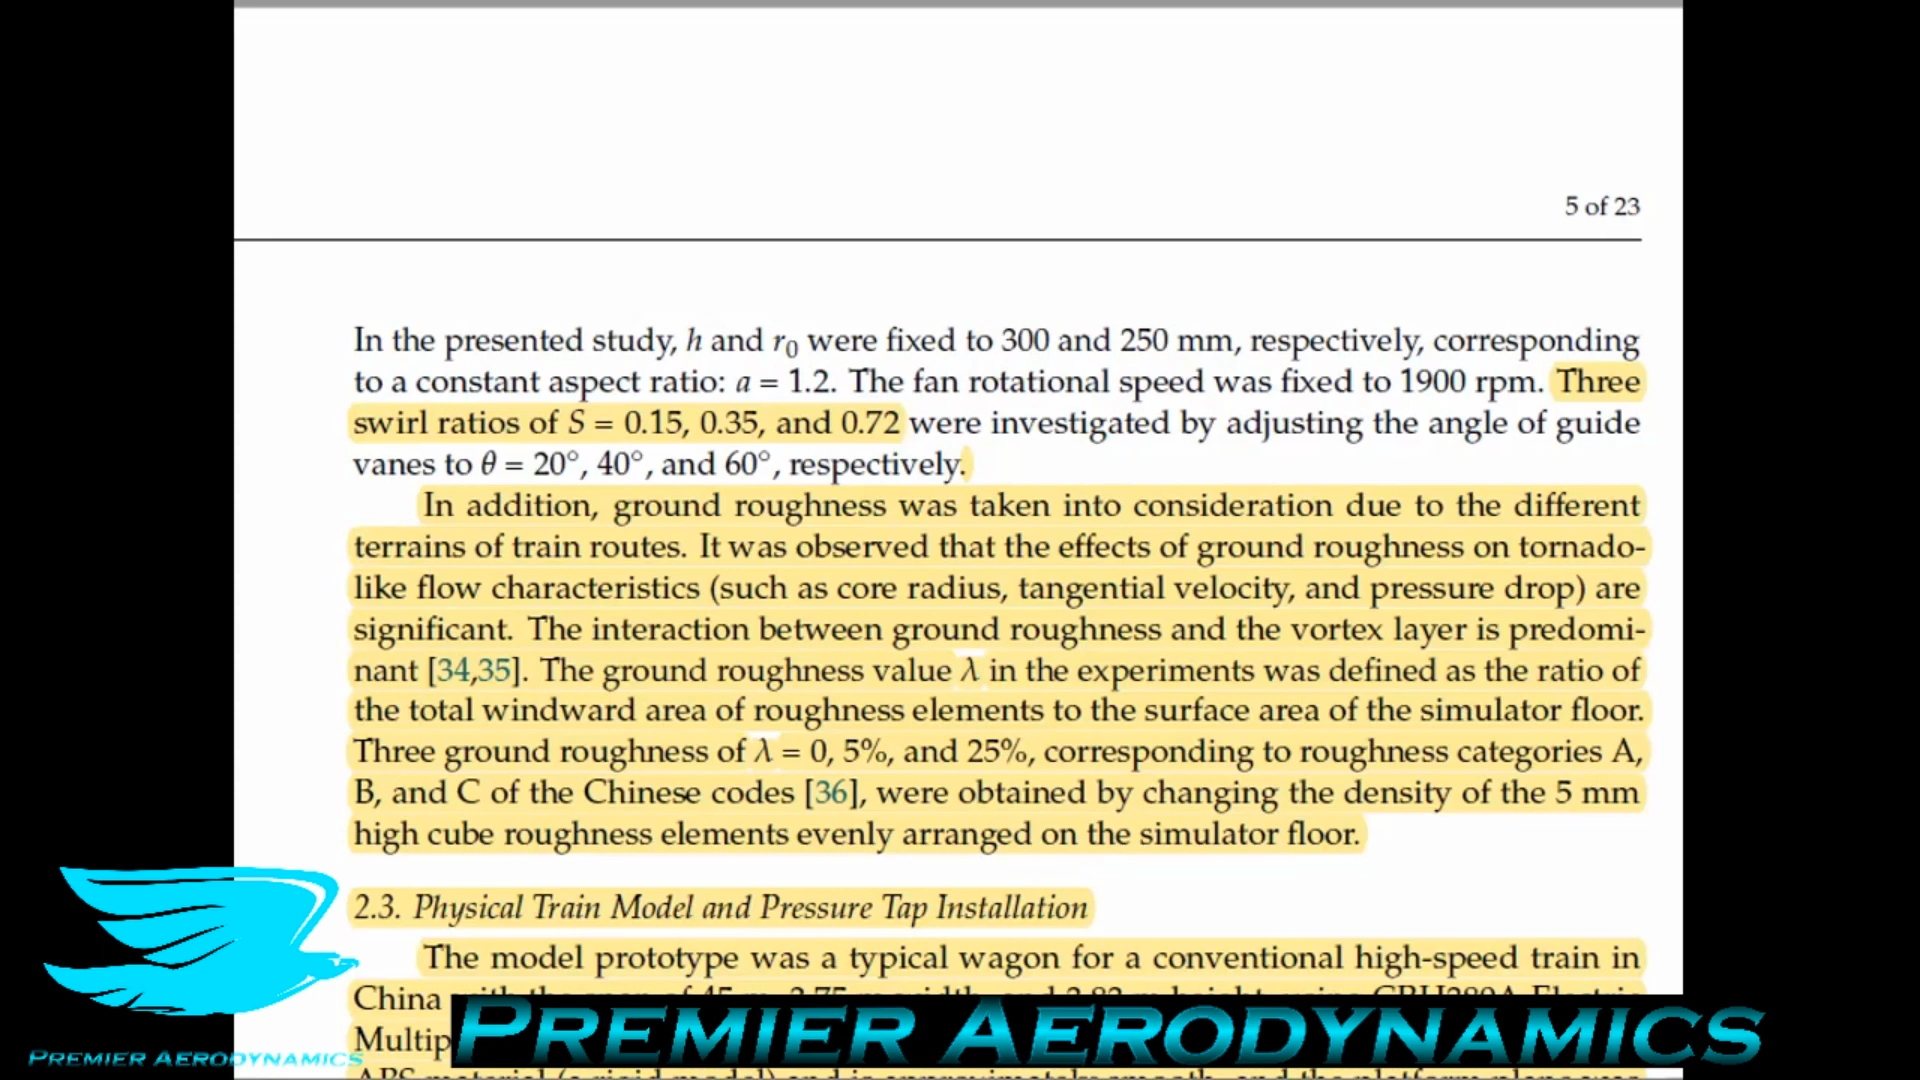 5 of 23
In the presented study, h and r0 were fixed to 300 and 250 mm, respectively, corresponding
to a constant aspect ratio: a = 1.2. The fan rotational speed was fixed to 1900 rpm. Three
swirl ratios of S = 0.15, 0.35, and 0.72 were investigated by adjusting the angle of guide
vanes to θ = 20°, 40°, and 60°, respectively.
In addition, ground roughness was taken into consideration due to the different
terrains of train routes. It was observed that the effects of ground roughness on tornado-
like flow characteristics (such as core radius, tangential velocity, and pressure drop) are
significant. The interaction between ground roughness and the vortex layer is predomi-
nant [34,35]. The ground roughness value λ in the experiments was defined as the ratio of
the total windward area of roughness elements to the surface area of the simulator floor.
Three ground roughness of λ = 0, 5%, and 25%, corresponding to roughness categories A,
B, and C of the Chinese codes [36], were obtained by changing the density of the 5 mm
high cube roughness elements evenly arranged on the simulator floor.
2.3. Physical Train Model and Pressure Tap Installation
The model prototype was a typical wagon for a conventional high-speed train in
China
Multip
PREMIER AERODYNAMICS
PREMIER AERODYNAMICS